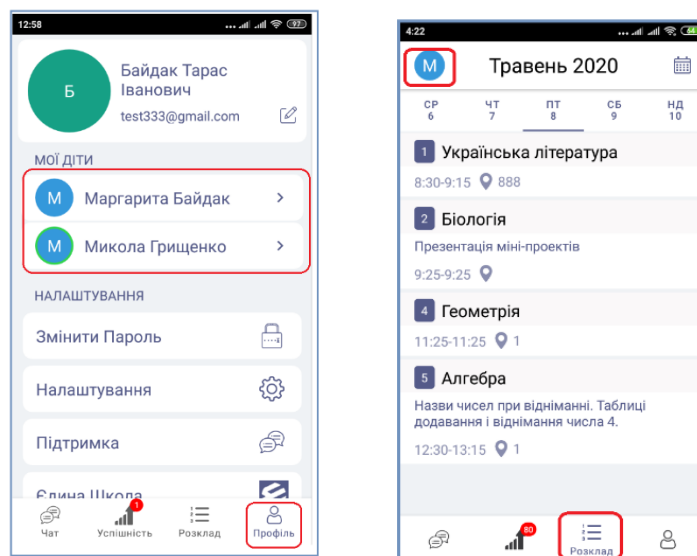 12:58
97
Б
Байдак Тарас
Іванович
test333@gmail.com
МОЇ ДІТИ
М Маргарита Байдак
М Микола Грищенко
НАЛАШТУВАННЯ
Змінити Пароль
Налаштування
Підтримка
Єдина Школа
1
Чат Успішність Розклад Профіль
4:22
64
М Травень 2020
СР ЧТ ПТ СБ НД
6 7 8 9 10
1 Українська література
8:30-9:15 888
2 Біологія
Презентація міні-проектів
9:25-9:25
4 Геометрія
11:25-11:25 1
5 Алгебра
Назви чисел при відніманні. Таблиці
додавання і віднімання числа 4.
12:30-13:15 1
80
Розклад